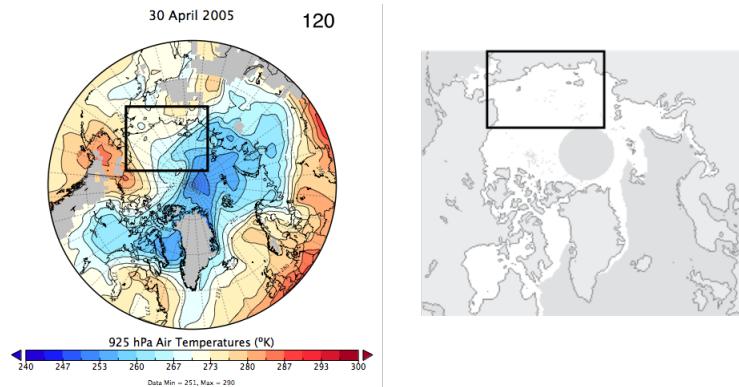 30 April 2005
120
925 hPa Air Temperatures (°K)
240 247 253 260 267 273 280 287 293 300
Data Min = 251, Max = 290